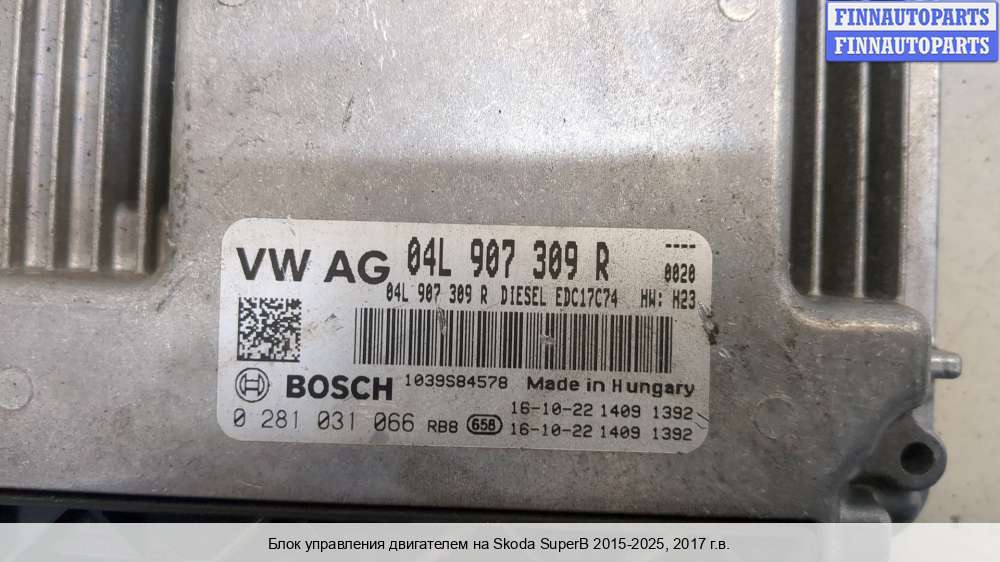 FINNAUTOPARTS
FINNAUTOPARTS
VW AG 04L 907 309 R ----
0020
04L 907 309 R DIESEL EDC17C74 HW: H23
BOSCH 1039S84578 Made in Hungary
16-10-22 1409 1392
0 281 031 066 RB8 658 16-10-22 1409 1392
Блок управления двигателем на Skoda SuperB 2015-2025, 2017 г.в.